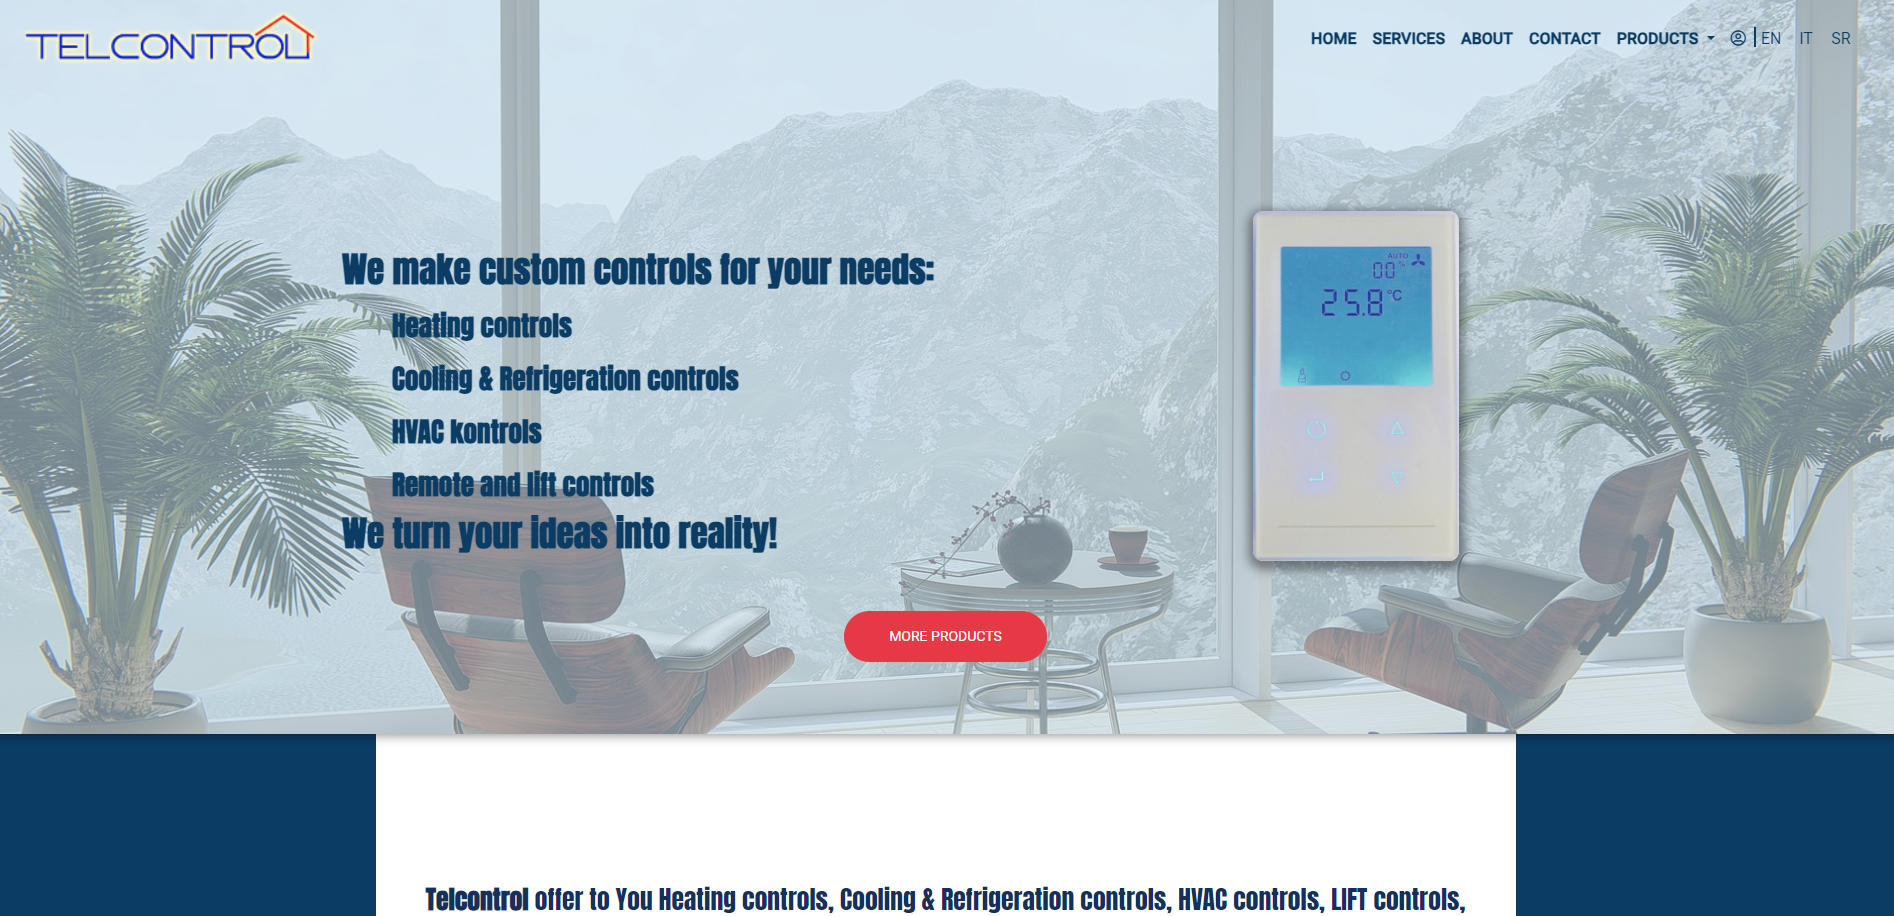 TELCONTROL
HOME SERVICES ABOUT CONTACT PRODUCTS EN IT SR
We make custom controls for your needs:
Heating controls
Cooling & Refrigeration controls
HVAC kontrols
Remote and lift controls
We turn your ideas into reality!
AUTO
00 %
25.8 °C
MORE PRODUCTS
Telcontrol offer to You Heating controls, Cooling & Refrigeration controls, HVAC controls, LIFT controls,